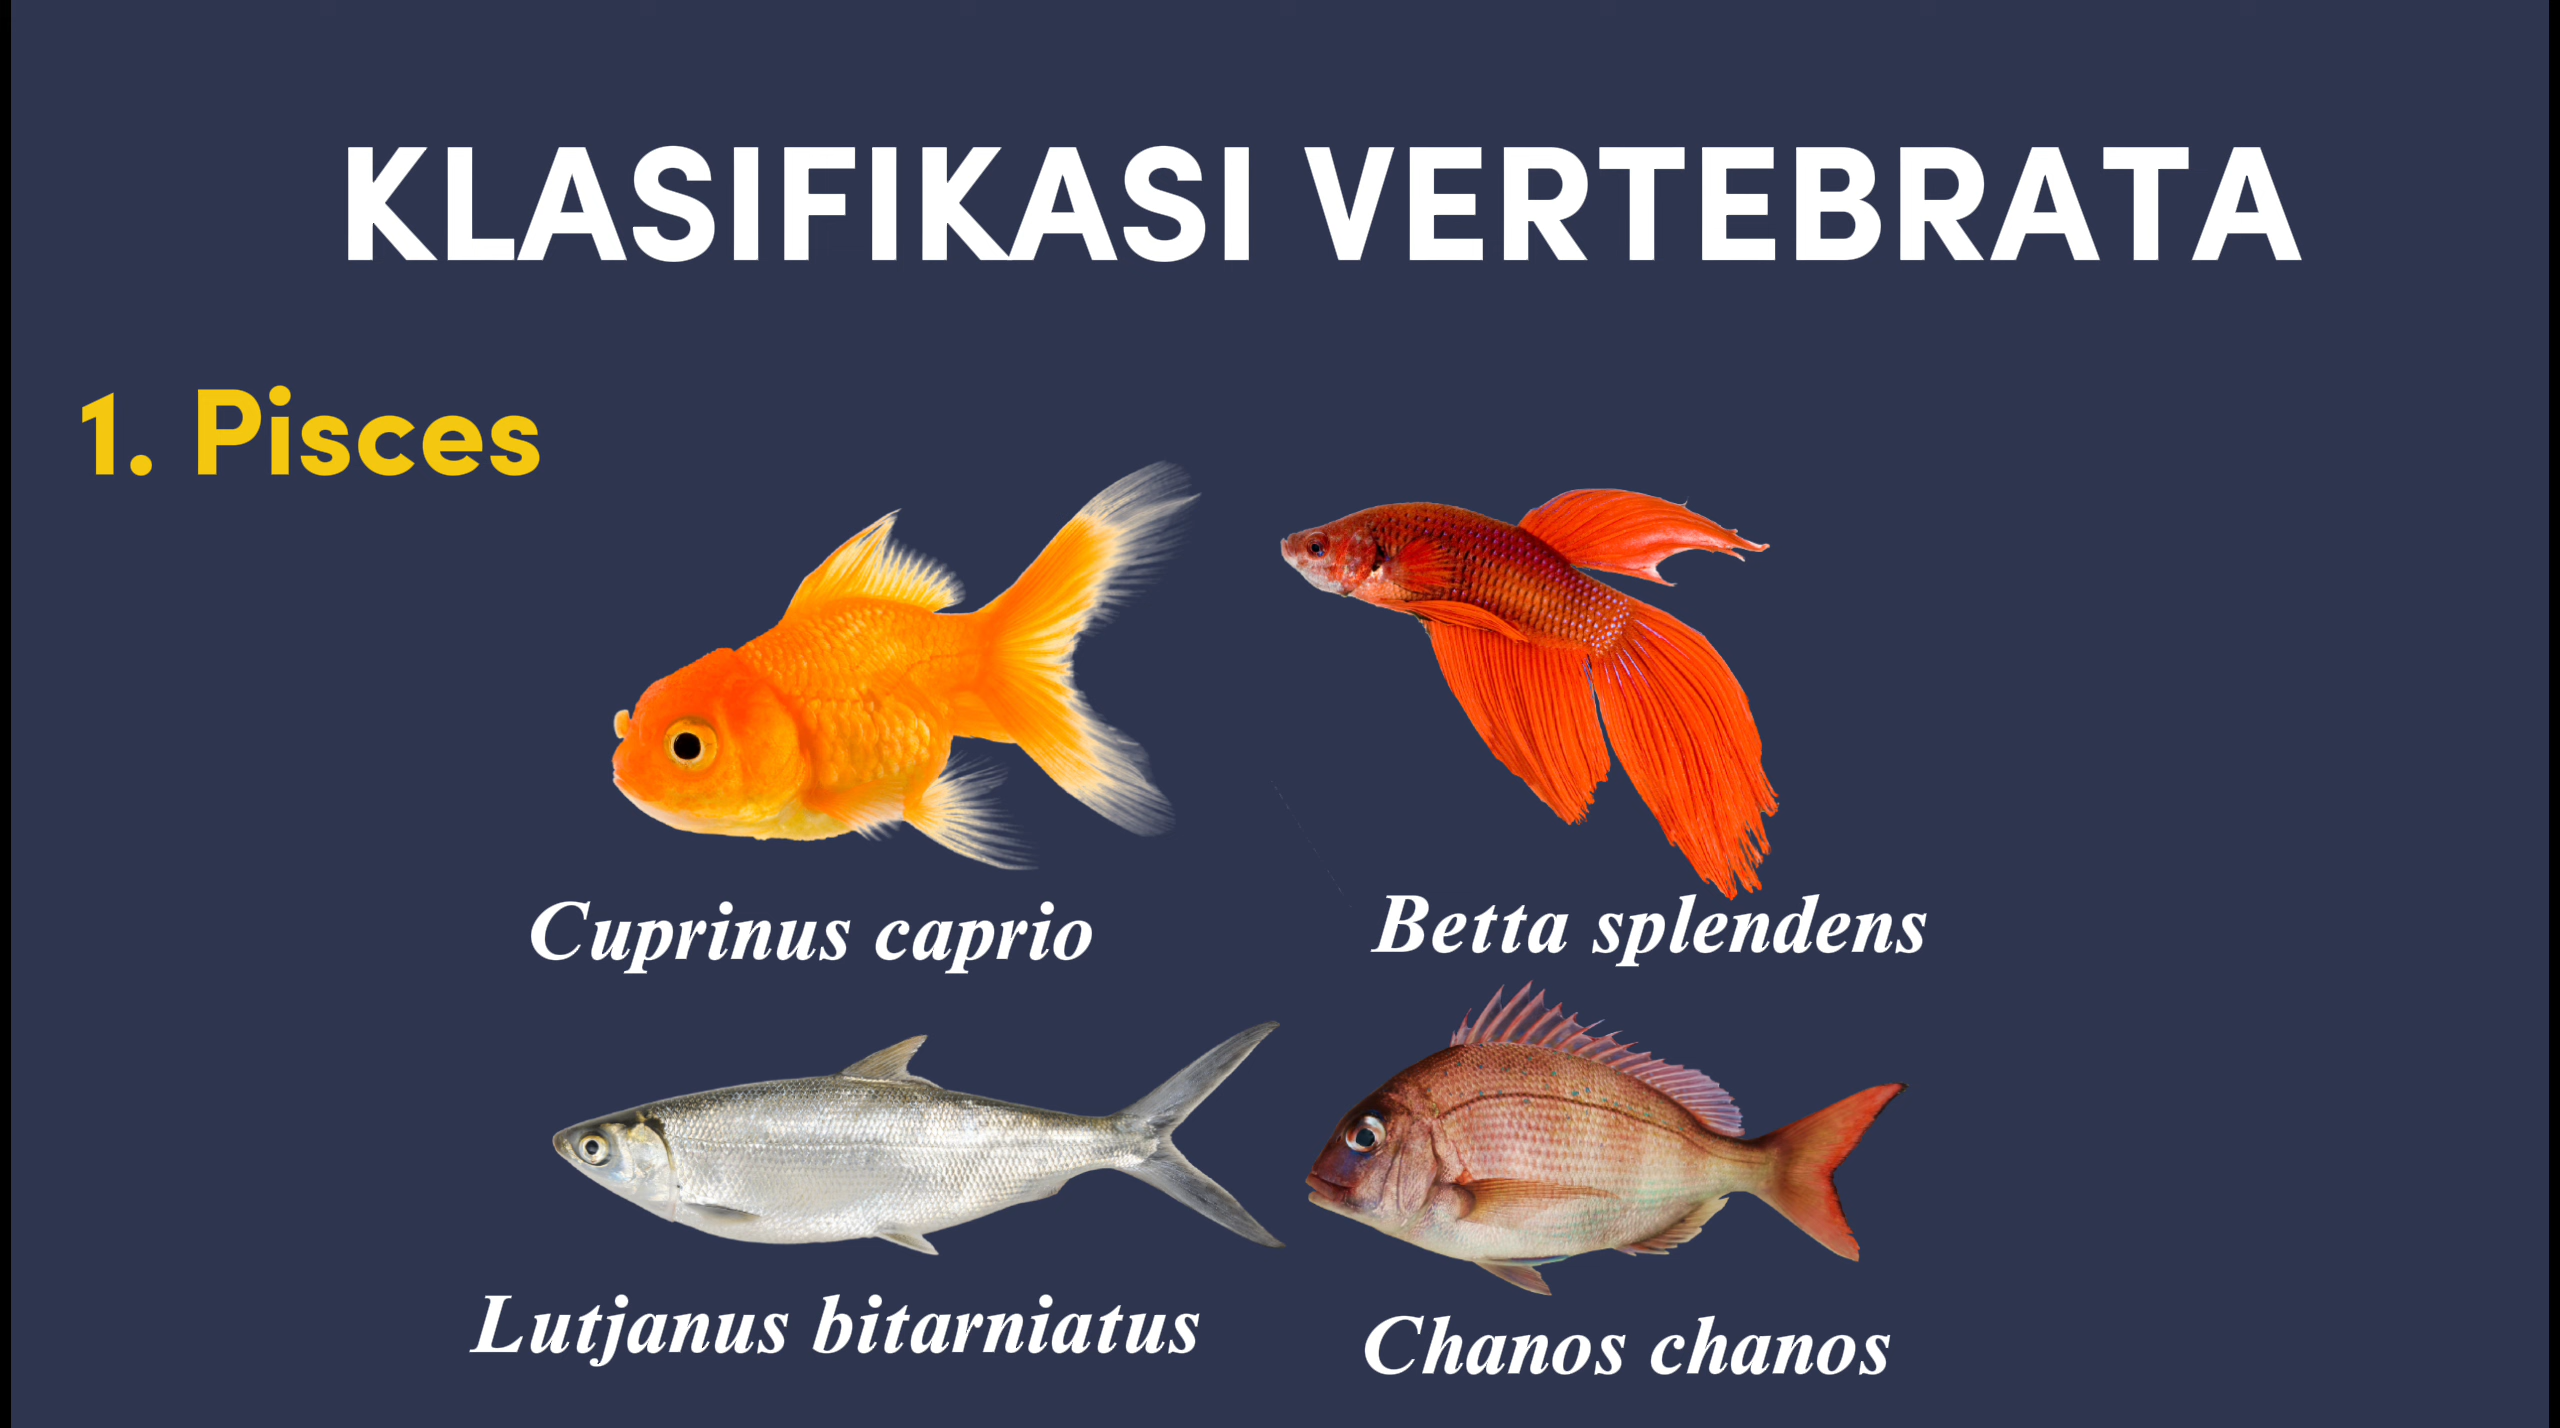 KLASIFIKASI VERTEBRATA
1. Pisces
Cuprinus caprio
Betta splendens
Lutjanus bitarniatus
Chanos chanos